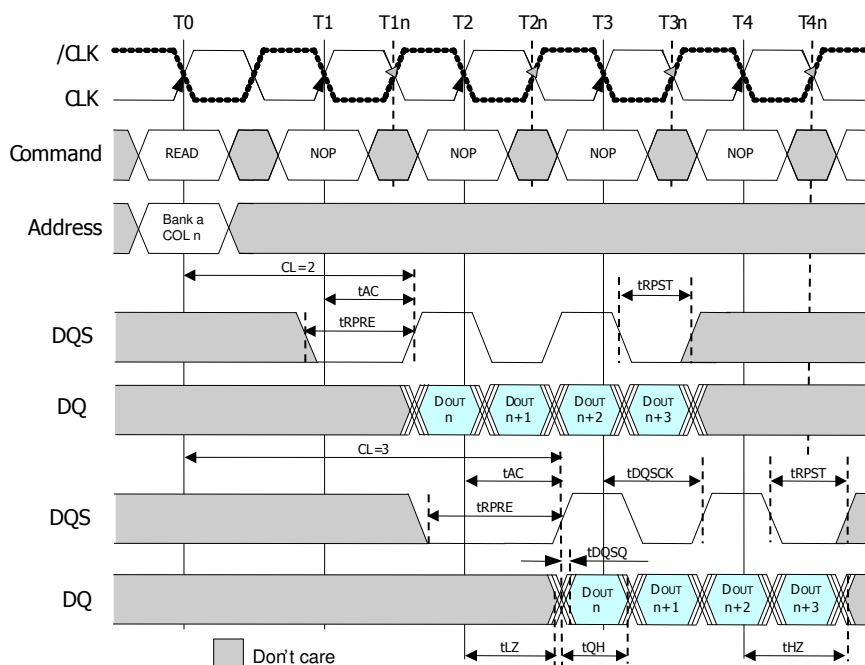 T0 T1 T1n T2 T2n T3 T3n T4 T4n
/CLK
CLK
Command READ NOP NOP NOP NOP
Address Bank a
COL n
CL=2
tAC tRPST
tRPRE
DQS
DQ DOUT n DOUT n+1 DOUT n+2 DOUT n+3
CL=3
tAC tDQSCK tRPST
tRPRE
DQS
tDQSQ
DQ DOUT n DOUT n+1 DOUT n+2 DOUT n+3
tLZ tQH tHZ
Don't care